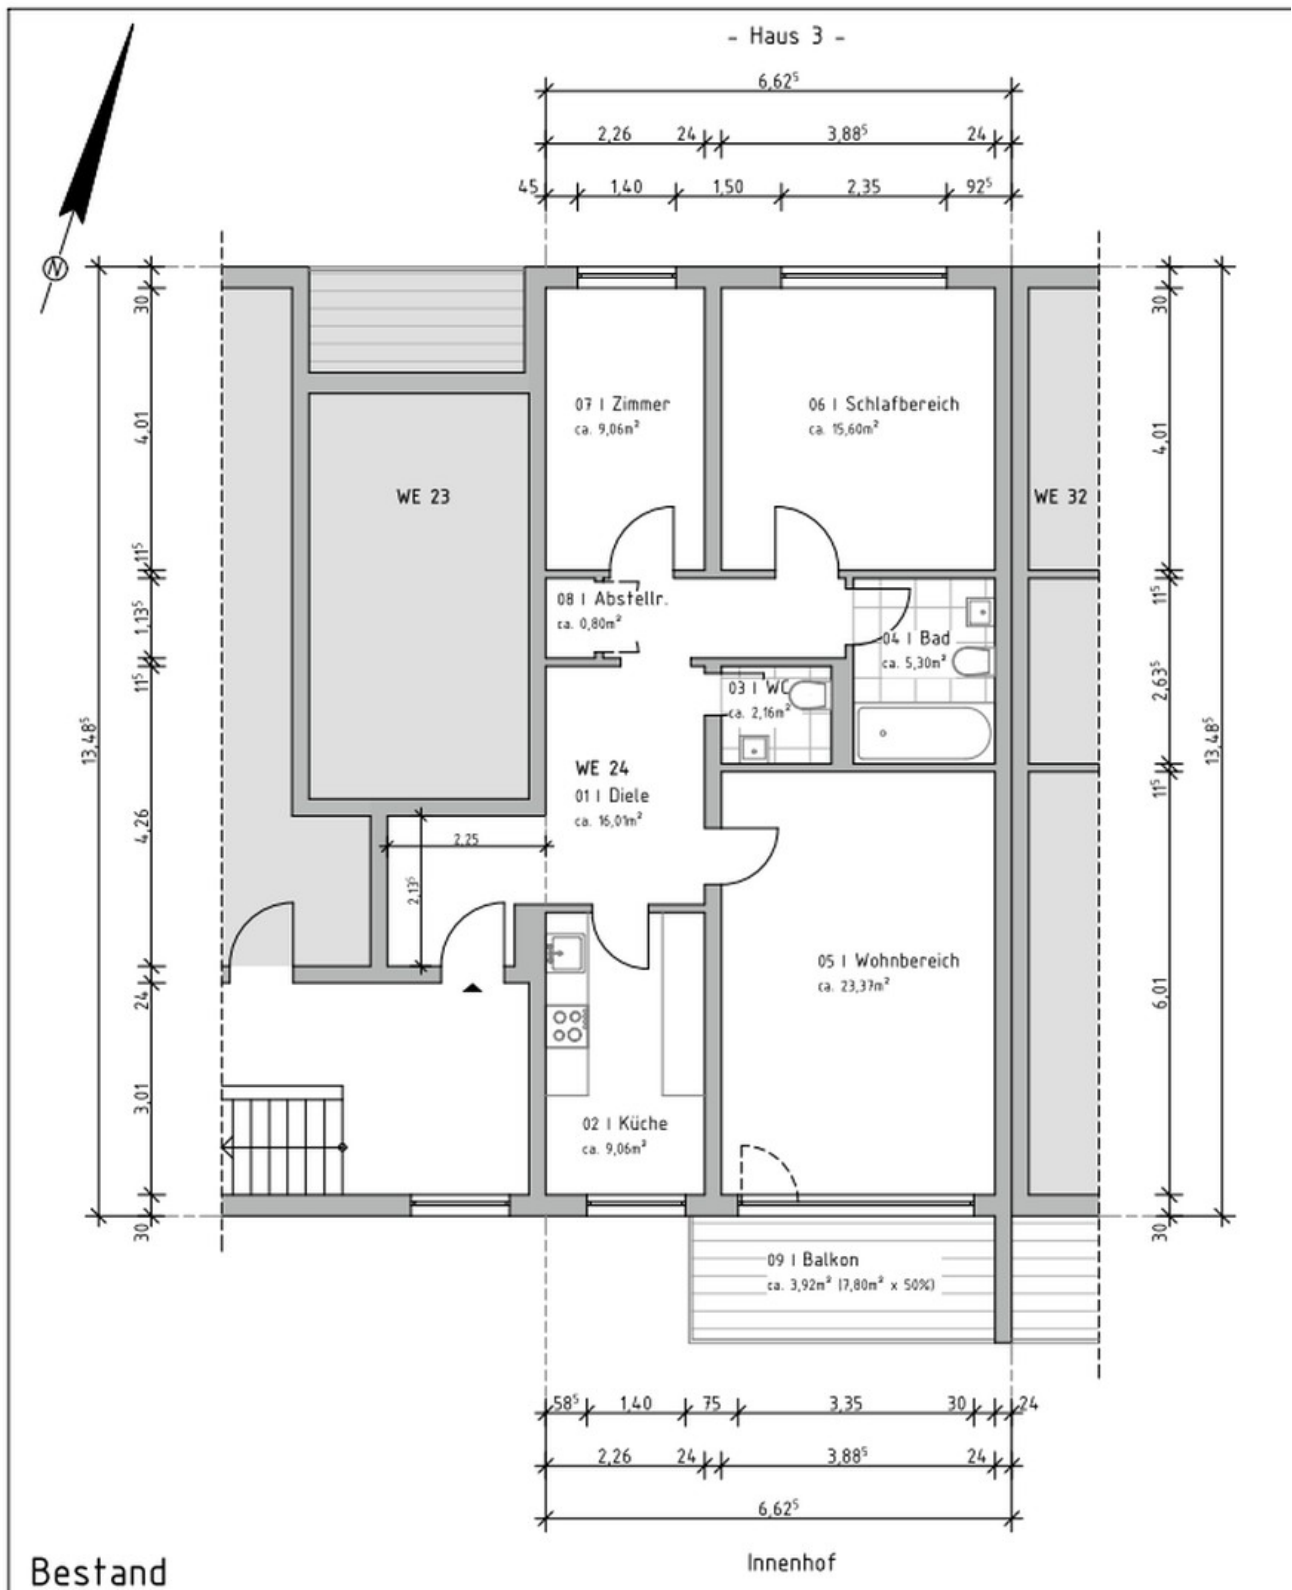 - Haus 3 -
6,62⁵
2,26 24 3,88⁵ 24
45 1,40 1,50 2,35 92⁵
N
30 30
4,01 4,01
07 | Zimmer
ca. 9,06m²
06 | Schlafbereich
ca. 15,60m²
WE 23
WE 32
11⁵ 11⁵
1,13⁵
08 | Abstellr.
ca. 0,80m²
04 | Bad
ca. 5,30m²
11⁵ 2,63⁵
03 | WC
ca. 2,16m²
13,48⁵ 13,48⁵
WE 24
01 | Diele
ca. 16,01m²
11⁵
4,26
2,25
2,13⁵
05 | Wohnbereich
ca. 23,37m²
24 6,01
3,01
02 | Küche
ca. 9,06m²
30 30
09 | Balkon
ca. 3,92m² (7,80m² x 50%)
58⁵ 1,40 75 3,35 30 24
2,26 24 3,88⁵ 24
6,62⁵
Innenhof
Bestand